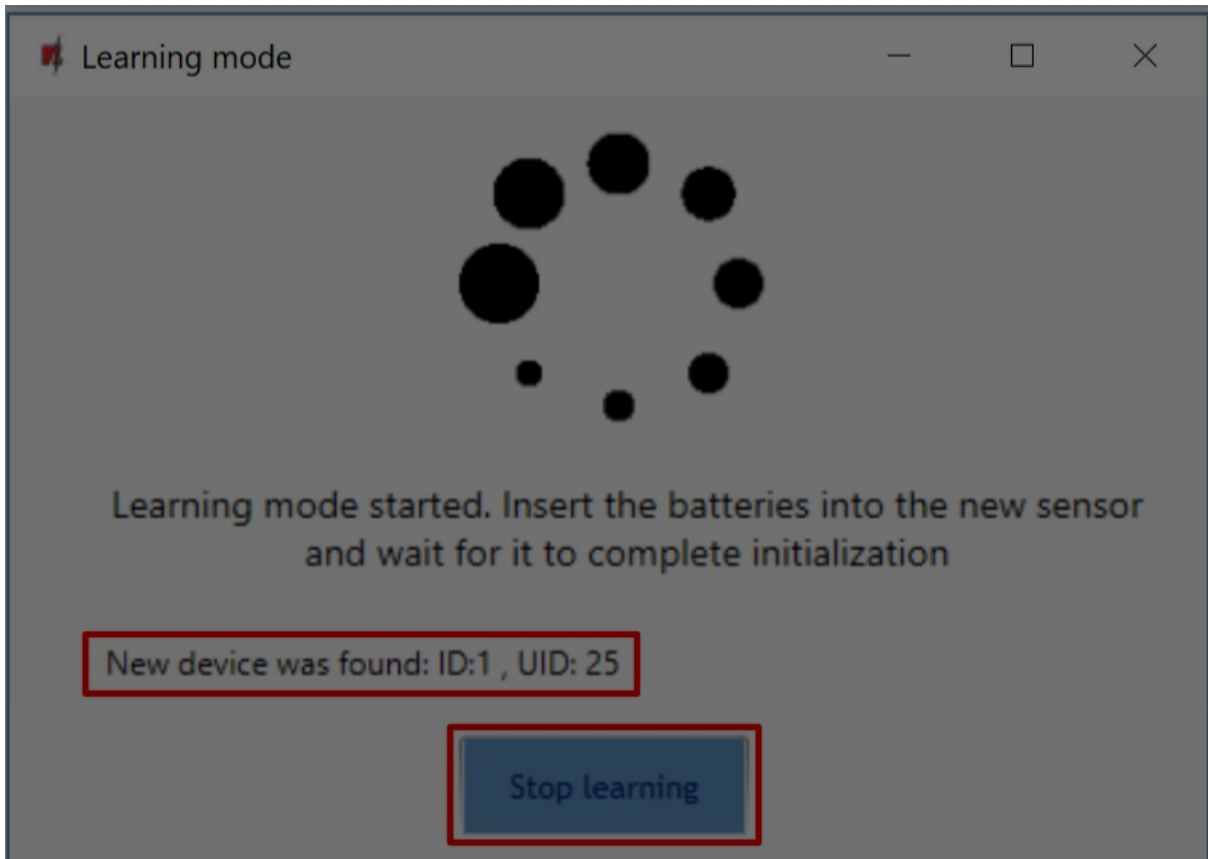 Learning mode
Learning mode started. Insert the batteries into the new sensor
and wait for it to complete initialization
New device was found: ID:1 , UID: 25
Stop learning